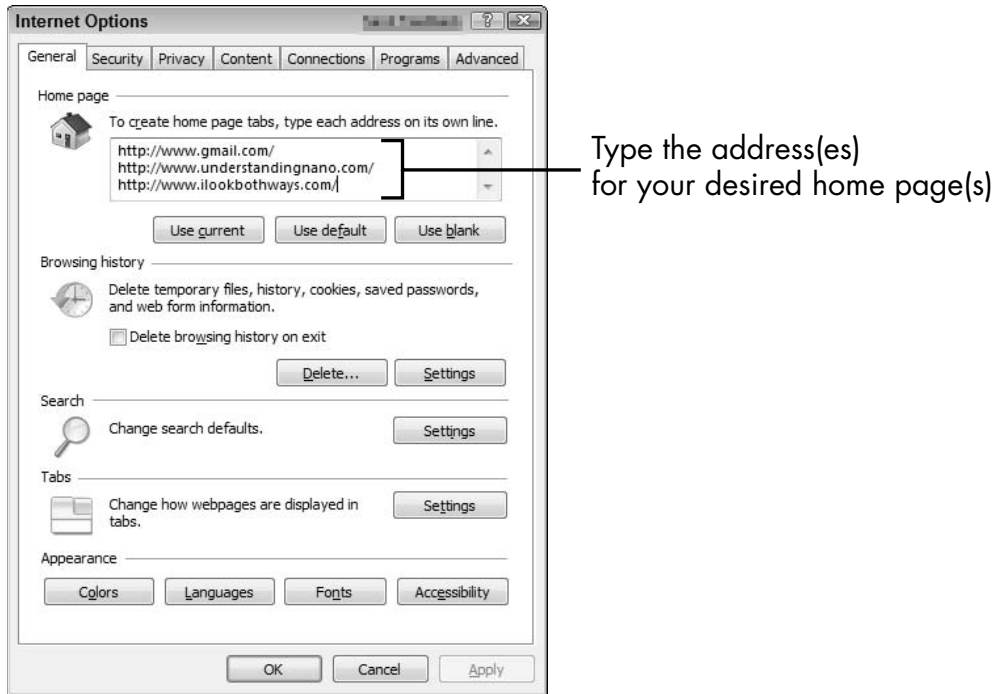 Internet Options
General Security Privacy Content Connections Programs Advanced
Home page
To create home page tabs, type each address on its own line.
http://www.gmail.com/
http://www.understandingnano.com/
http://www.ilookbothways.com/
Type the address(es)
for your desired home page(s)
Use current Use default Use blank
Browsing history
Delete temporary files, history, cookies, saved passwords,
and web form information.
Delete browsing history on exit
Delete... Settings
Search
Change search defaults.
Settings
Tabs
Change how webpages are displayed in
tabs.
Settings
Appearance
Colors Languages Fonts Accessibility
OK Cancel Apply